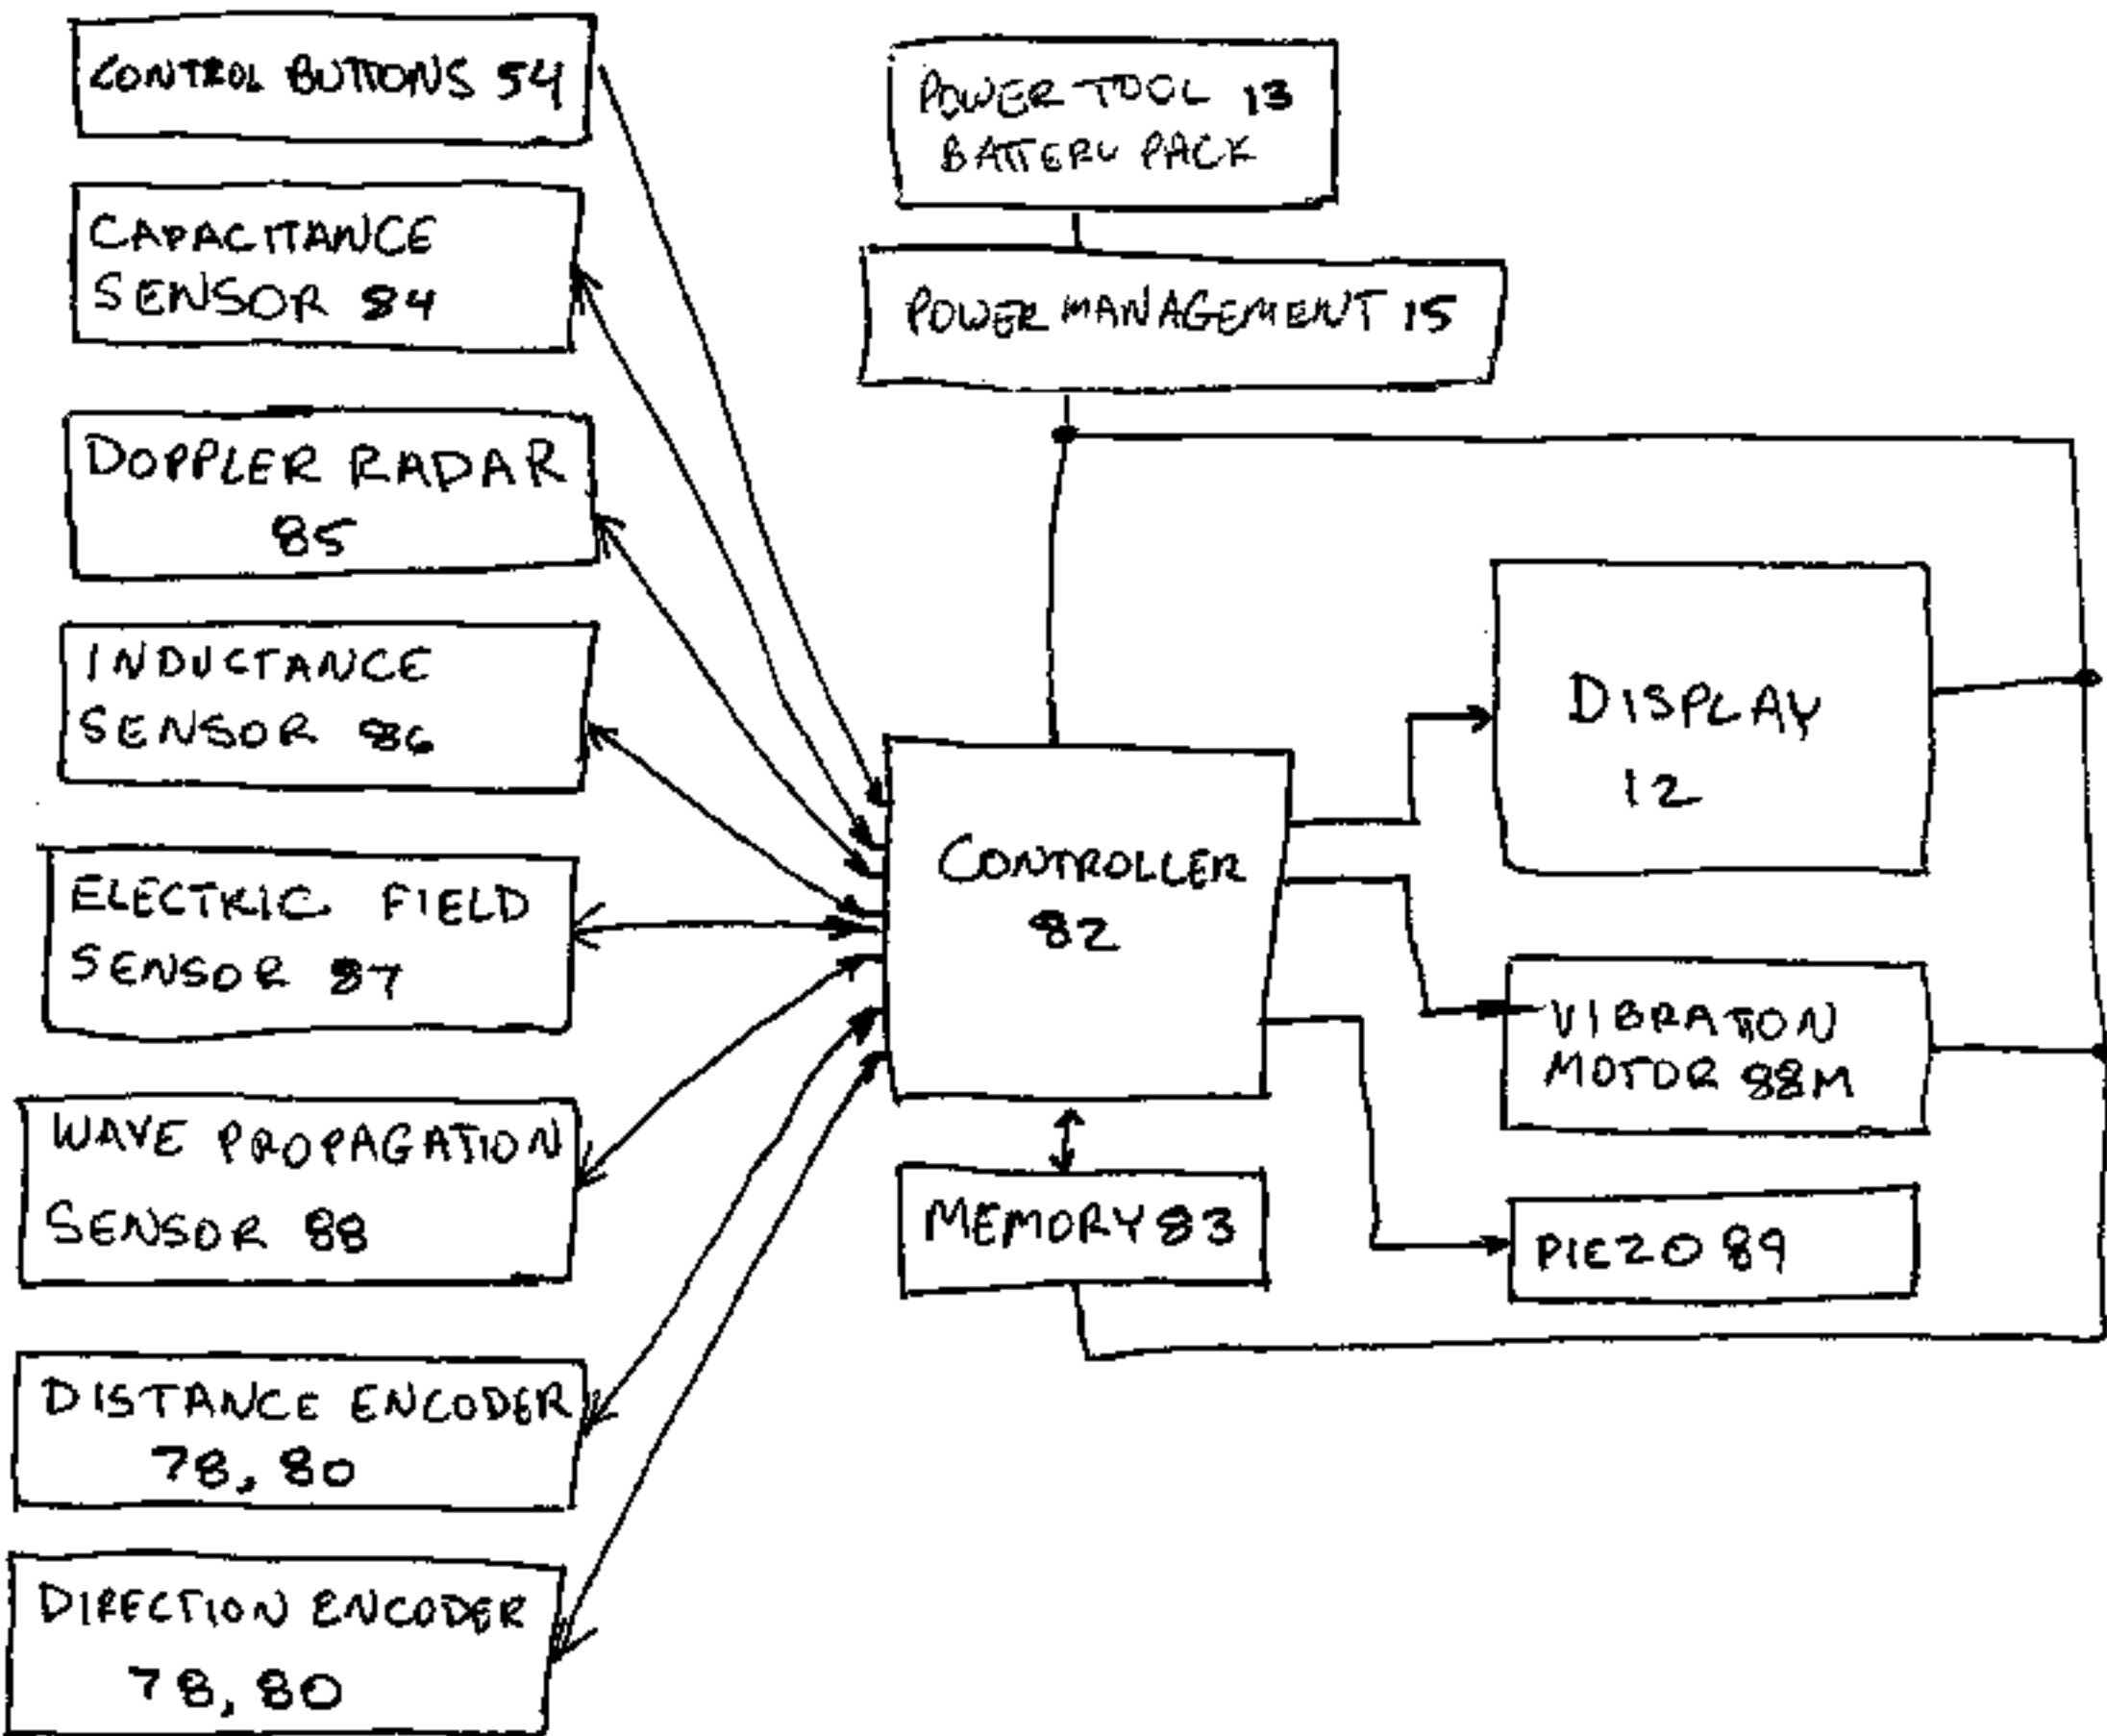 CONTROL BUTTONS 54
CAPACITANCE
SENSOR 84
DOPPLER RADAR
85
INDUCTANCE
SENSOR 86
ELECTRIC FIELD
SENSOR 87
WAVE PROPAGATION
SENSOR 88
DISTANCE ENCODER
78, 80
DIRECTION ENCODER
78, 80
POWER TOOL 13
BATTERY PACK
POWER MANAGEMENT 15
CONTROLLER
82
MEMORY 83
DISPLAY
12
VIBRATION
MOTOR 88M
PIEZO 89